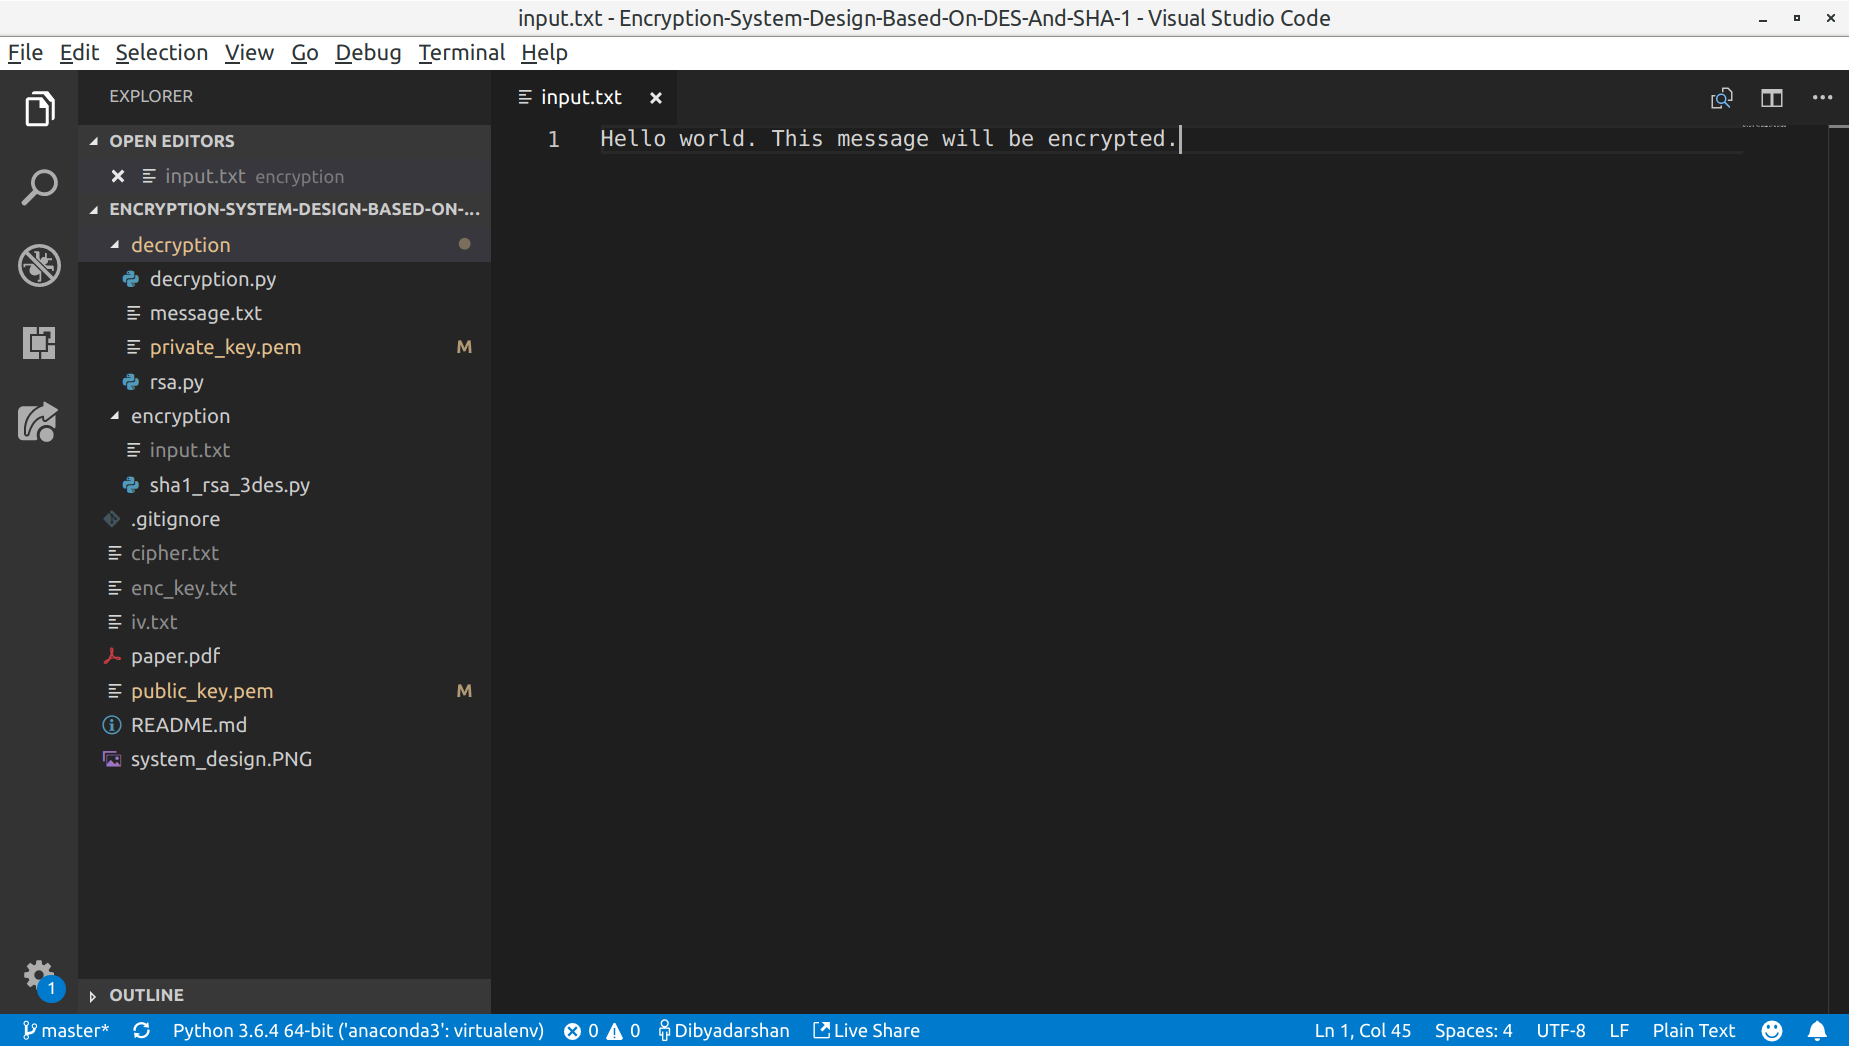 input.txt - Encryption-System-Design-Based-On-DES-And-SHA-1 - Visual Studio Code
File Edit Selection View Go Debug Terminal Help
EXPLORER
OPEN EDITORS
input.txt encryption
ENCRYPTION-SYSTEM-DESIGN-BASED-ON-...
decryption
decryption.py
message.txt
private_key.pem M
rsa.py
encryption
input.txt
sha1_rsa_3des.py
.gitignore
cipher.txt
enc_key.txt
iv.txt
paper.pdf
public_key.pem M
README.md
system_design.PNG
OUTLINE
input.txt
1 Hello world. This message will be encrypted.
1
master* Python 3.6.4 64-bit ('anaconda3': virtualenv) 0 0 Dibyadarshan Live Share Ln 1, Col 45 Spaces: 4 UTF-8 LF Plain Text